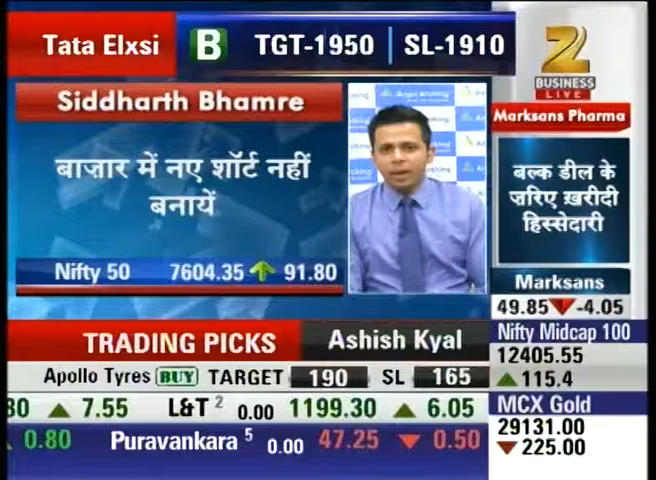 Tata Elxsi B TGT-1950 SL-1910
Z
BUSINESS
LIVE
Siddharth Bhamre
बाज़ार में नए शॉर्ट नहीं
बनायें
Nifty 50 7604.35 91.80
Marksans Pharma
बल्क डील के
ज़रिए ख़रीदी
हिस्सेदारी
Marksans
49.85 -4.05
TRADING PICKS Ashish Kyal
Apollo Tyres BUY TARGET 190 SL 165
Nifty Midcap 100
12405.55
115.4
30 7.55 L&T 2 0.00 1199.30 6.05
0.80 Puravankara 5 0.00 47.25 0.50
MCX Gold
29131.00
225.00